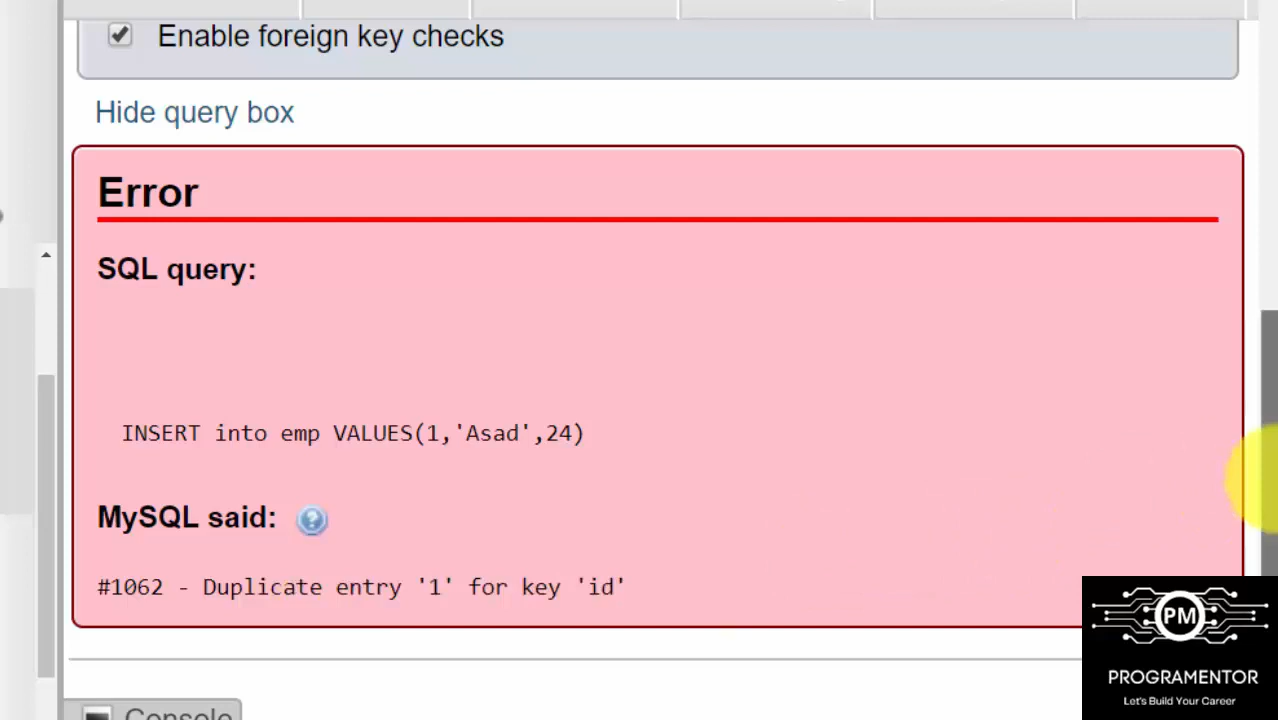 Enable foreign key checks
Hide query box
Error
SQL query:
INSERT into emp VALUES(1,'Asad',24)
MySQL said:
#1062 - Duplicate entry '1' for key 'id'
PM
PROGRAMENTOR
Let's Build Your Career
Console